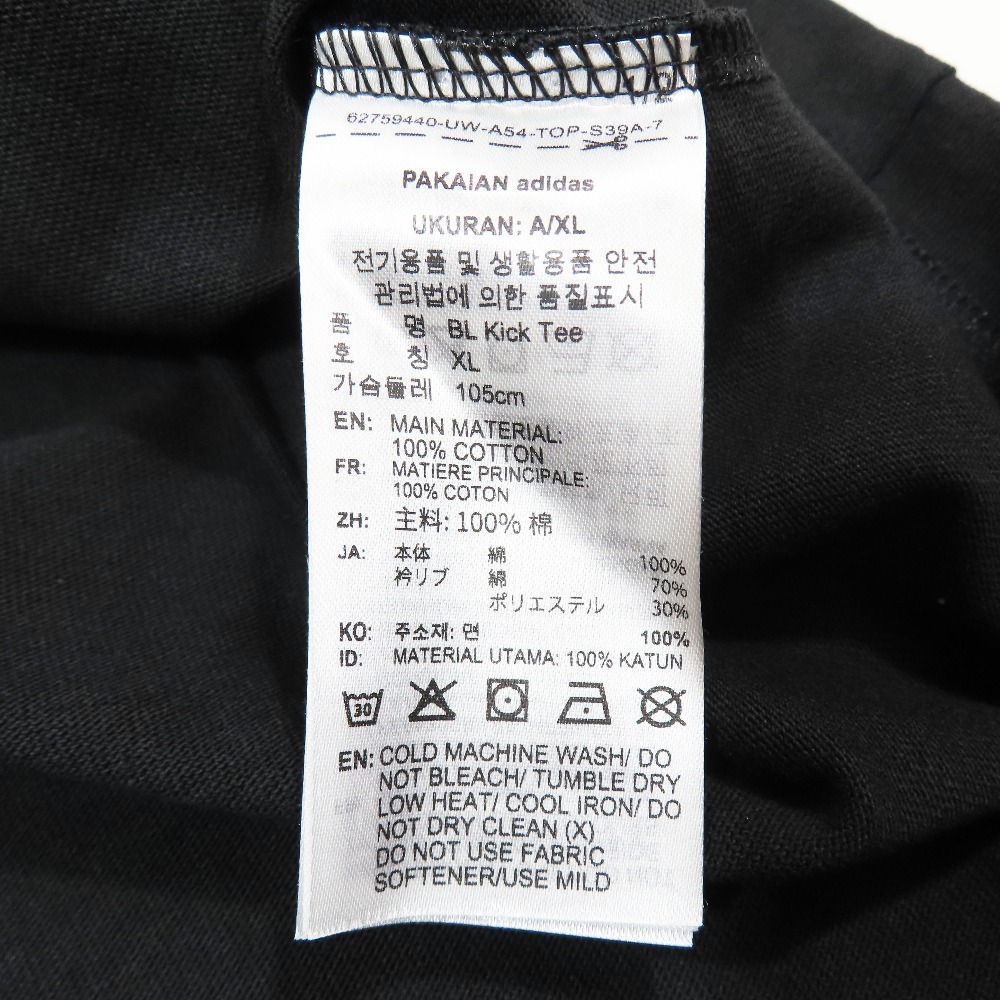 62759440-UW-A54-TOP-S39A-7
PAKAIAN adidas
UKURAN: A/XL
전기용품 및 생활용품 안전
관리법에 의한 품질표시
품 명 BL Kick Tee
호 칭 XL
가슴둘레 105cm
EN: MAIN MATERIAL:
100% COTTON
FR: MATIERE PRINCIPALE:
100% COTON
ZH: 主料: 100% 棉
JA: 本体 綿 100%
衿リブ 綿 70%
ポリエステル 30%
KO: 주소재: 면 100%
ID: MATERIAL UTAMA: 100% KATUN
30
EN: COLD MACHINE WASH/ DO
NOT BLEACH/ TUMBLE DRY
LOW HEAT/ COOL IRON/ DO
NOT DRY CLEAN (X)
DO NOT USE FABRIC
SOFTENER/USE MILD